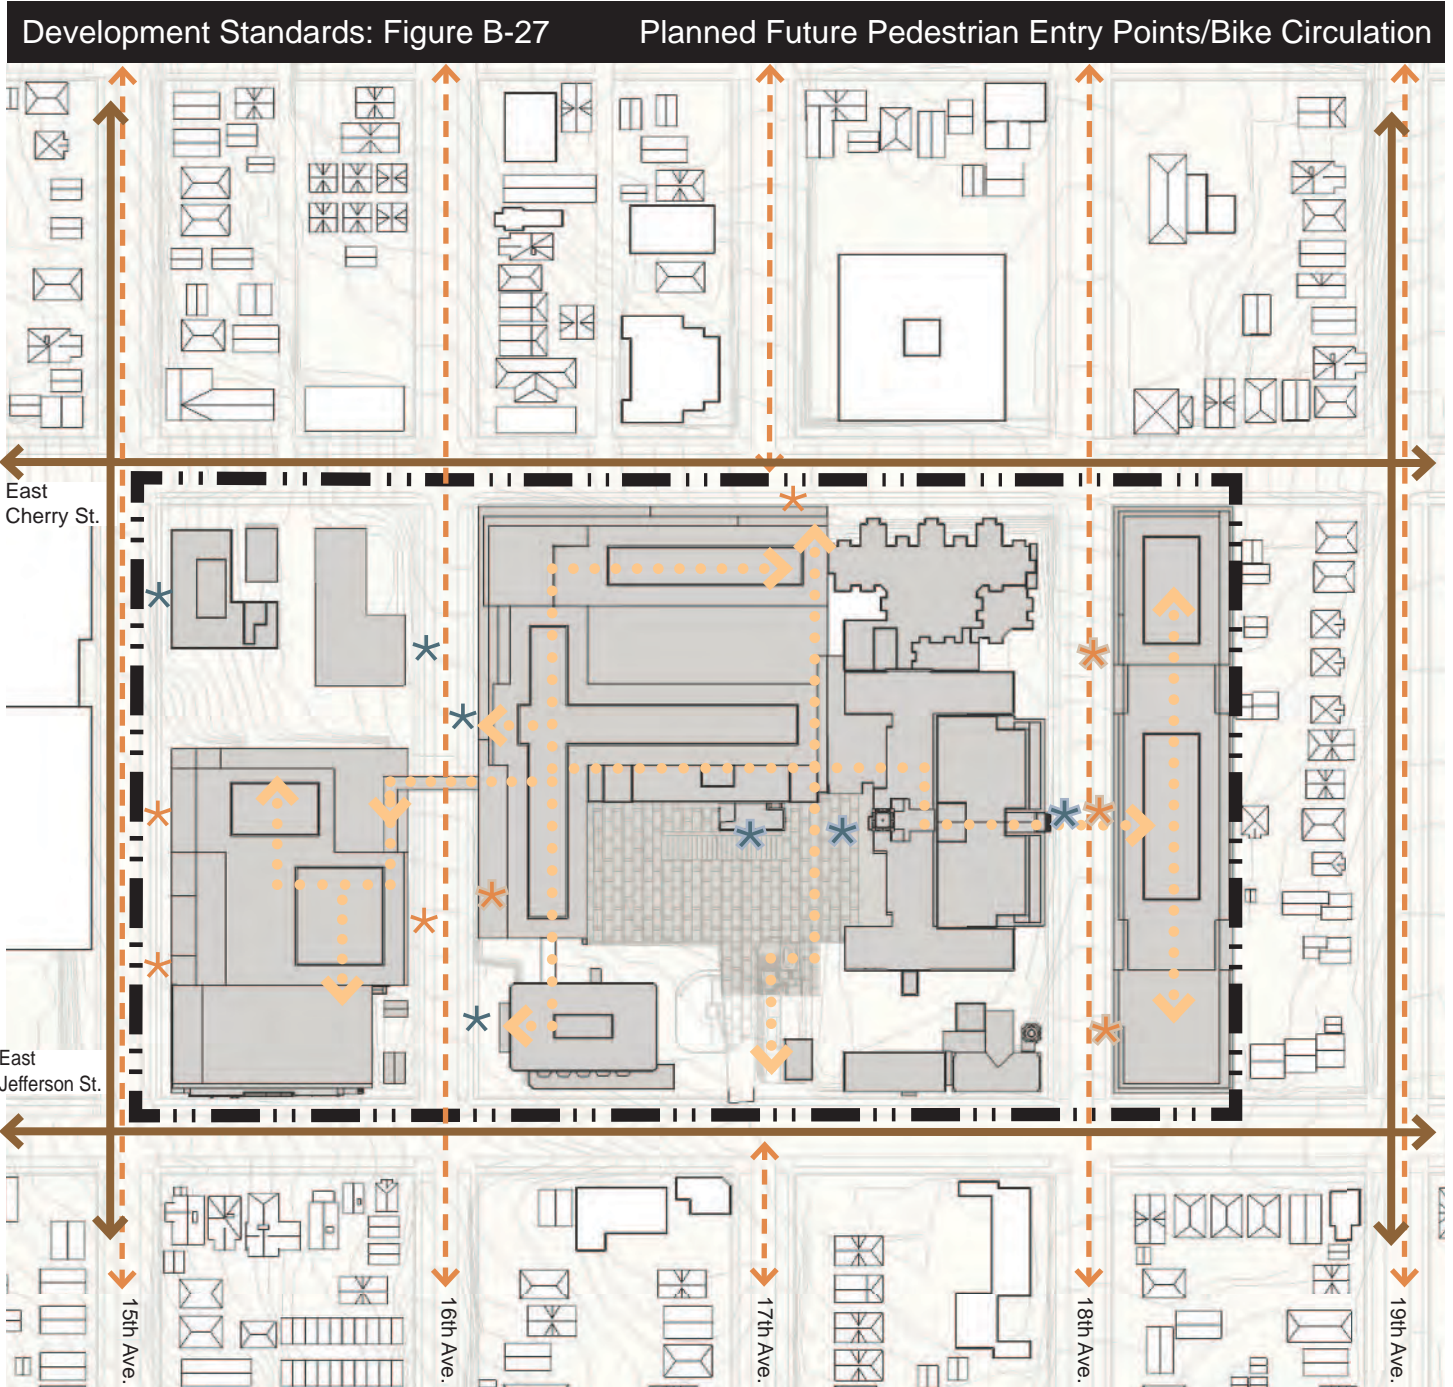 Development Standards: Figure B-27 Planned Future Pedestrian Entry Points/Bike Circulation
East
Cherry St.
East
Jefferson St.
15th Ave.
16th Ave.
17th Ave.
18th Ave.
19th Ave.